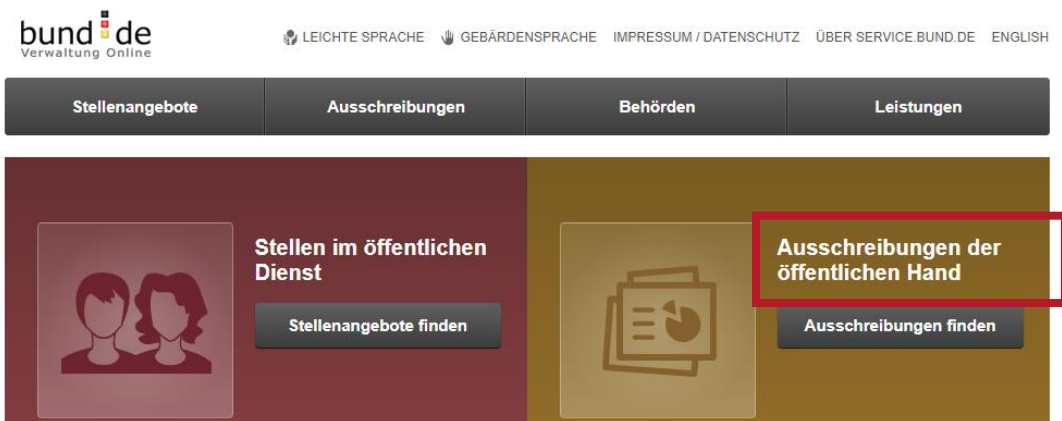 bund de
Verwaltung Online
LEICHTE SPRACHE GEBÄRDENSPRACHE IMPRESSUM / DATENSCHUTZ ÜBER SERVICE.BUND.DE ENGLISH
Stellenangebote Ausschreibungen Behörden Leistungen
Stellen im öffentlichen
Dienst
Stellenangebote finden
Ausschreibungen der
öffentlichen Hand
Ausschreibungen finden